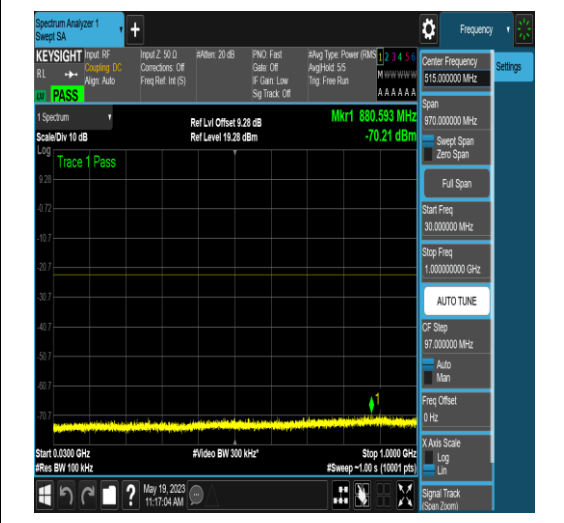 Spectrum Analyzer 1
Swept SA
+
Frequency
KEYSIGHT
RL
Input: RF
Coupling: DC
Align: Auto
Input Z: 50 Ω
Corrections: Off
Freq Ref: Int (S)
#Atten: 20 dB
PNO: Fast
Gate: Off
IF Gain: Low
Sig Track: Off
#Avg Type: Power (RMS
Avg|Hold: 5/5
Trig: Free Run
1 2 3 4 5 6
M W W W W W
A A A A A A
PASS
1 Spectrum
Scale/Div 10 dB
Ref Lvl Offset 9.28 dB
Ref Level 19.28 dBm
Mkr1 880.593 MHz
-70.21 dBm
Log
Trace 1 Pass
9.28
-0.72
-10.7
-20.7
-30.7
-40.7
-50.7
-60.7
-70.7
1
Start 0.0300 GHz
#Res BW 100 kHz
#Video BW 300 kHz*
Stop 1.0000 GHz
#Sweep ~1.00 s (10001 pts)
?
May 19, 2023
11:17:04 AM
Center Frequency
515.000000 MHz
Settings
Span
970.000000 MHz
Swept Span
Zero Span
Full Span
Start Freq
30.000000 MHz
Stop Freq
1.000000000 GHz
AUTO TUNE
CF Step
97.000000 MHz
Auto
Man
Freq Offset
0 Hz
X Axis Scale
Log
Lin
Signal Track
(Span Zoom)